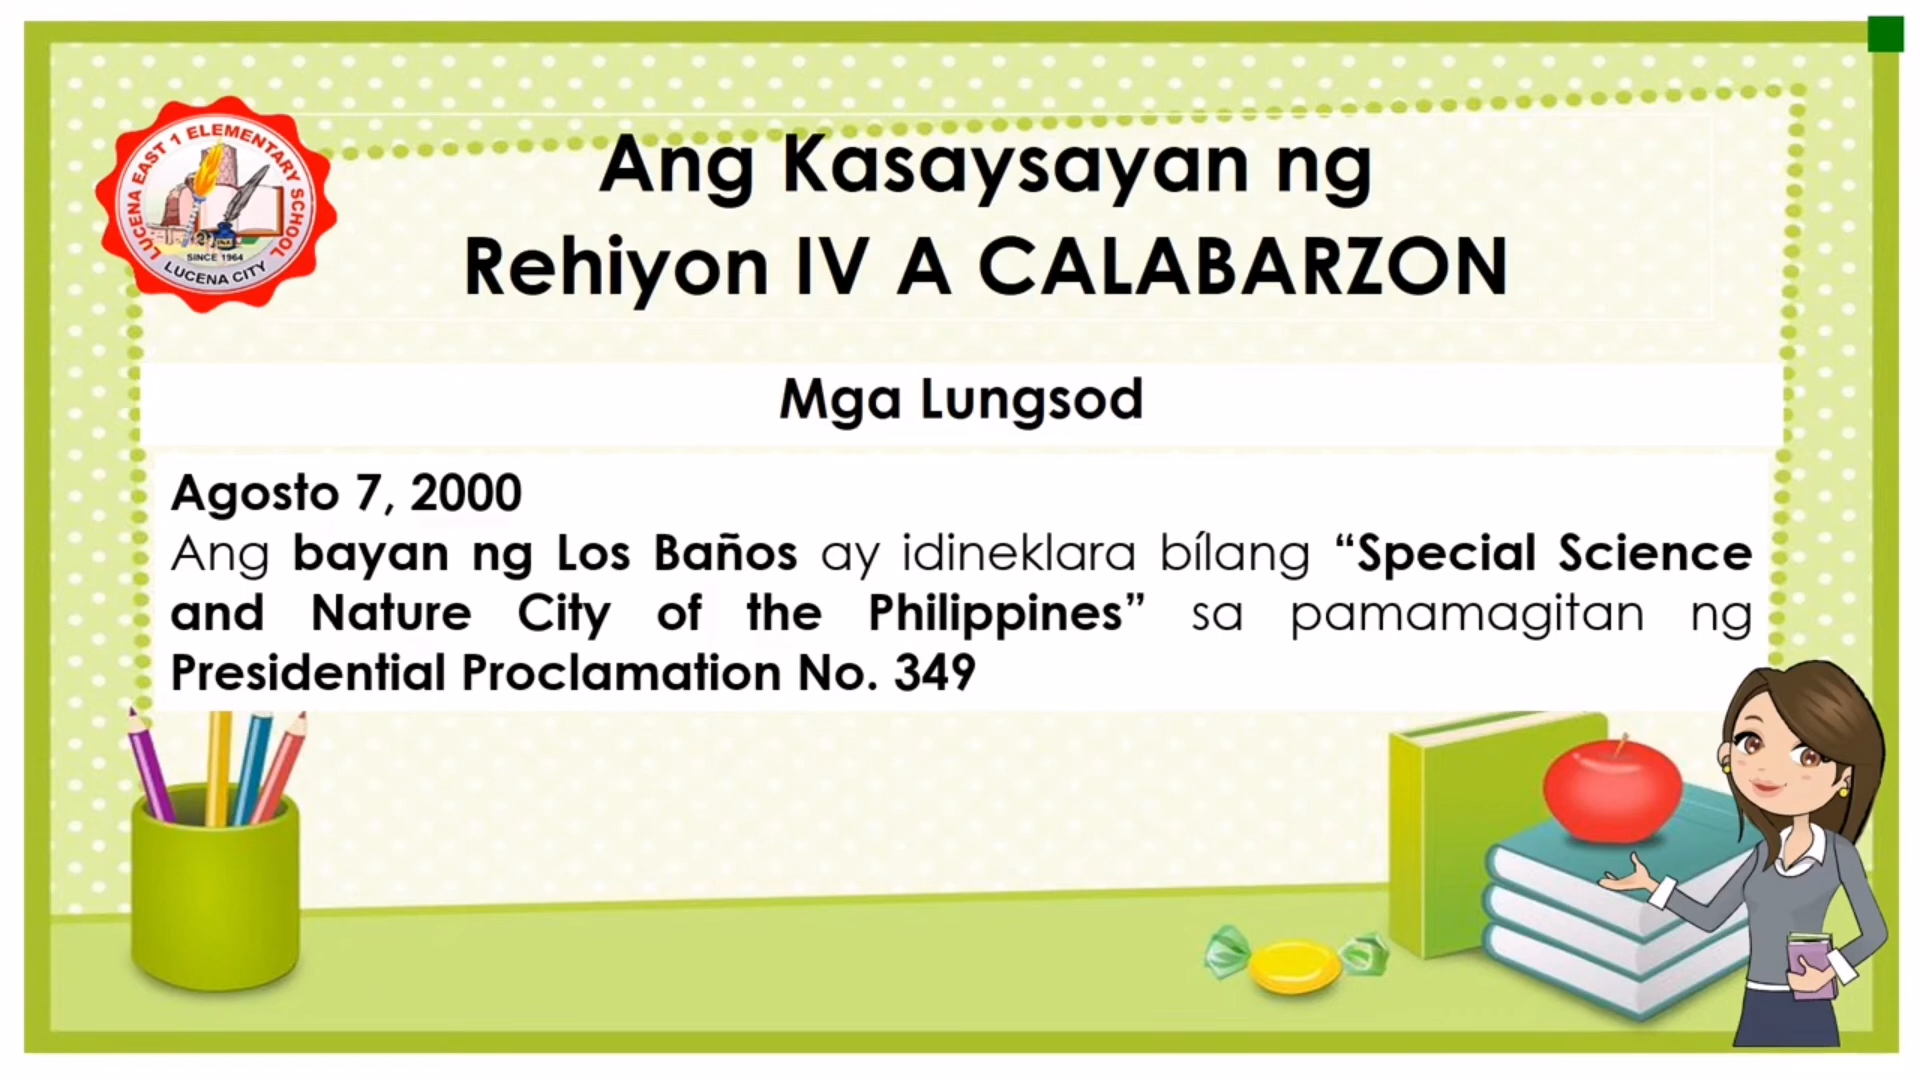 LUCENA EAST 1 ELEMENTARY SCHOOL
SINCE 1964
LUCENA CITY
Ang Kasaysayan ng
Rehiyon IV A CALABARZON
Mga Lungsod
Agosto 7, 2000
Ang bayan ng Los Baños ay idineklara bílang “Special Science
and Nature City of the Philippines” sa pamamagitan ng
Presidential Proclamation No. 349